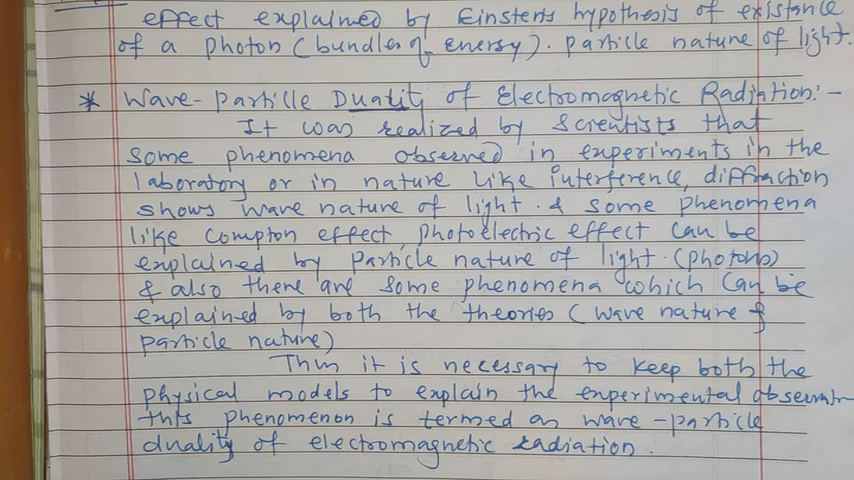 effect explained by Einstens hypothesis of existance
of a photon (bundles of energy). particle nature of light.
* Wave-particle Duality of Electromagnetic Radiation:-
It was realized by scientists that
some phenomena observed in experiments in the
laboratory or in nature like interference, diffraction
shows wave nature of light. & some phenomena
like compton effect, photoelectric effect can be
explained by particle nature of light. (photons)
& also there are some phenomena which can be
explained by both the theories (wave nature &
particle nature)
Thus it is necessary to keep both the
physical models to explain the experimental
this phenomenon is termed as wave-particle
duality of electromagnetic radiation.